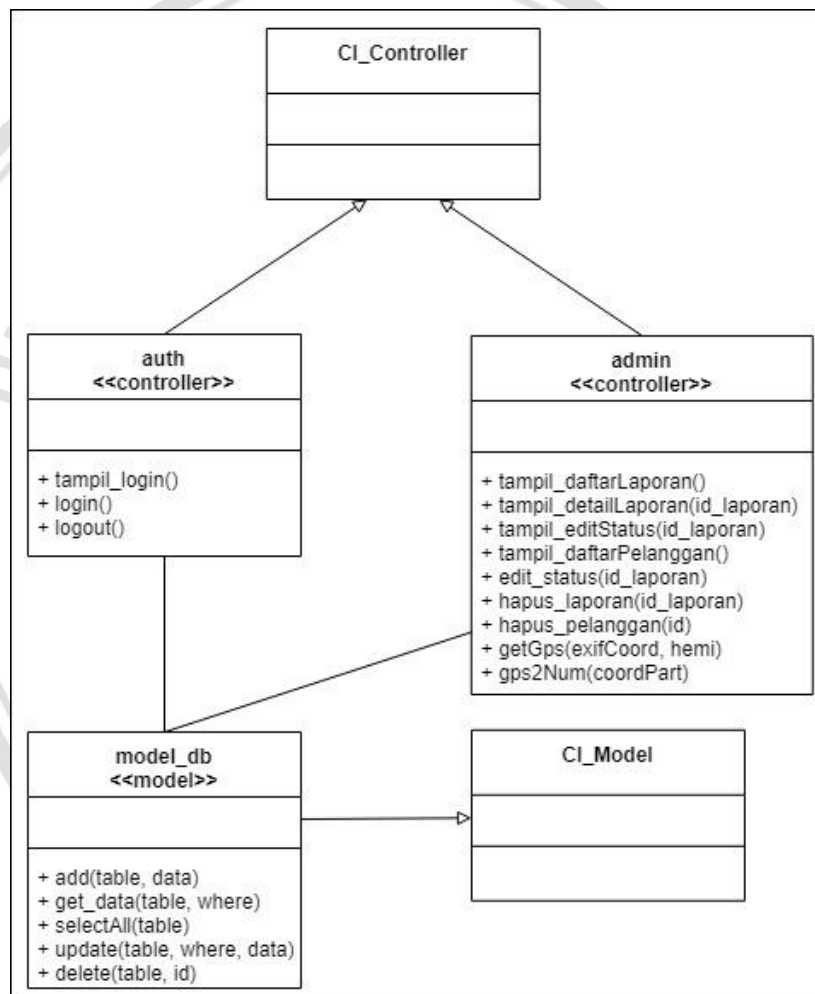 CI_Controller
auth
<<controller>>
+ tampil_login()
+ login()
+ logout()
admin
<<controller>>
+ tampil_daftarLaporan()
+ tampil_detailLaporan(id_laporan)
+ tampil_editStatus(id_laporan)
+ tampil_daftarPelanggan()
+ edit_status(id_laporan)
+ hapus_laporan(id_laporan)
+ hapus_pelanggan(id)
+ getGps(exifCoord, hemi)
+ gps2Num(coordPart)
model_db
<<model>>
+ add(table, data)
+ get_data(table, where)
+ selectAll(table)
+ update(table, where, data)
+ delete(table, id)
CI_Model